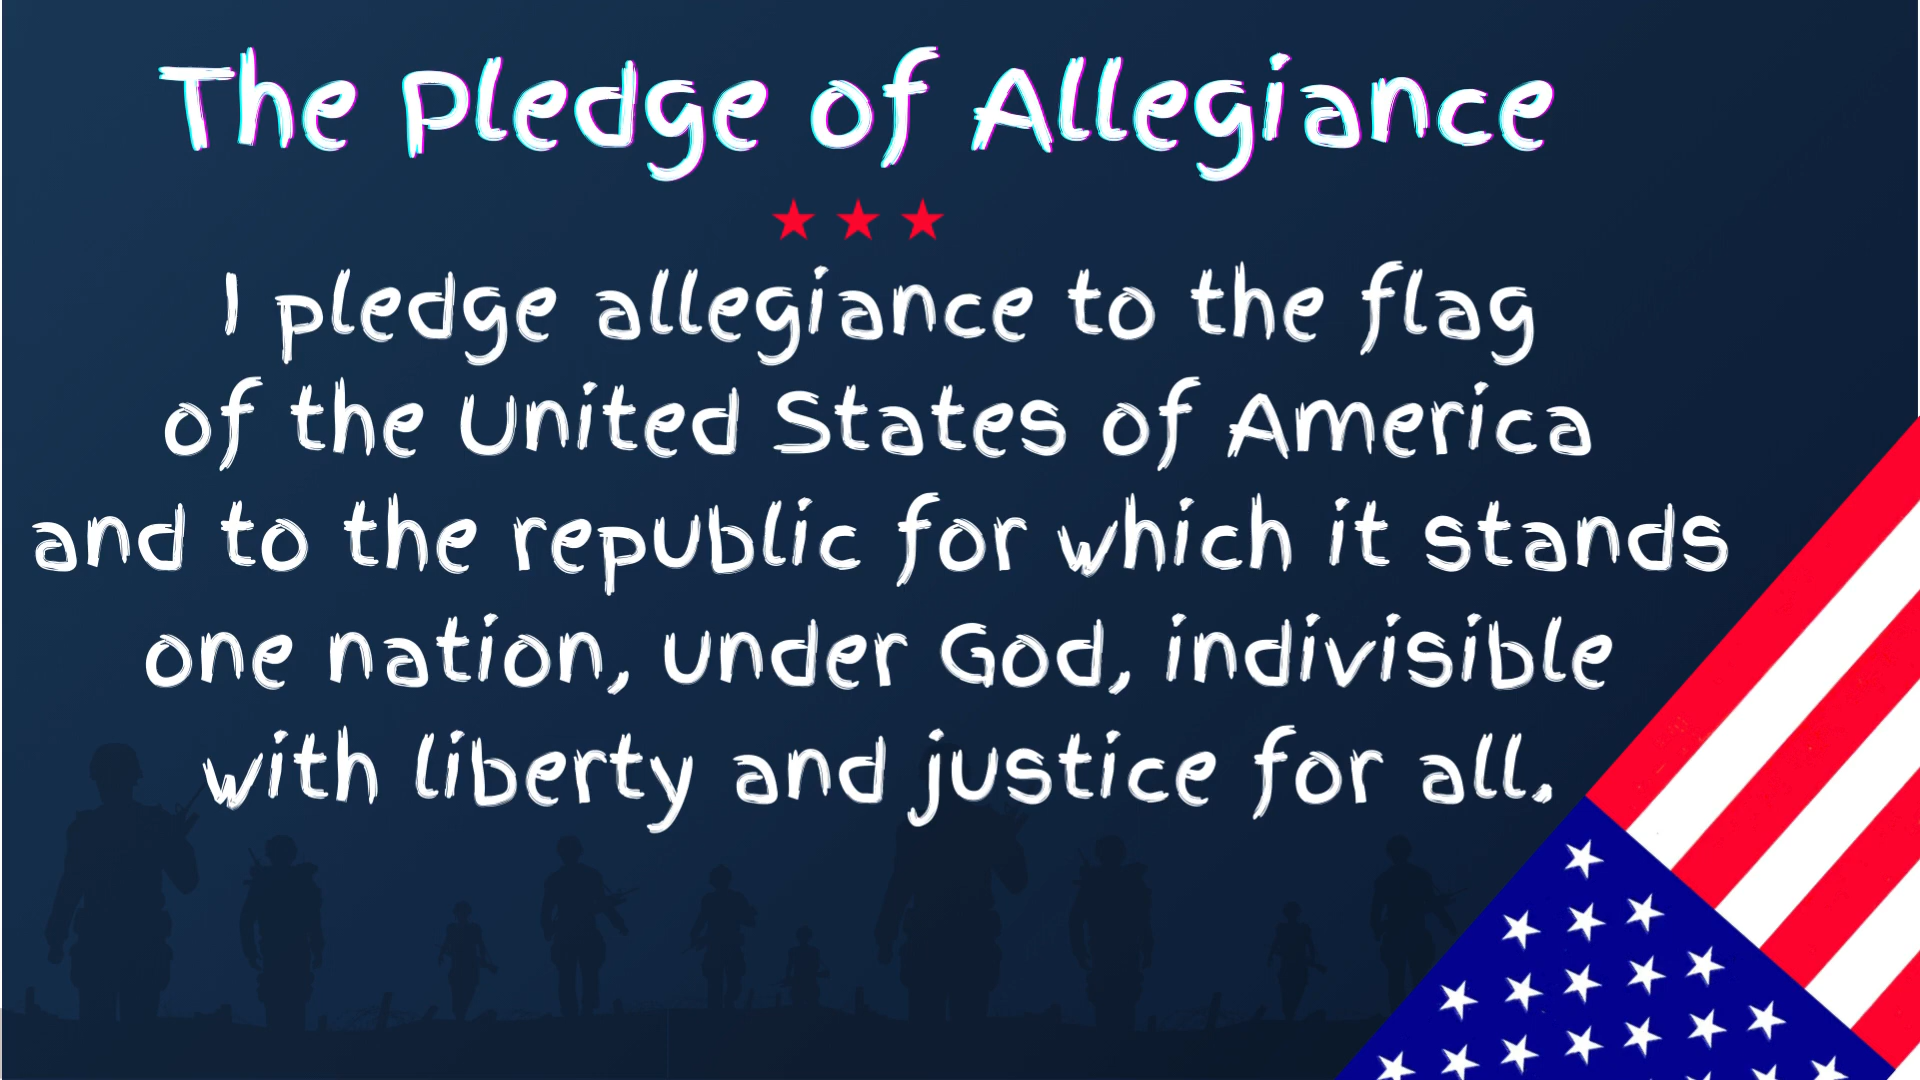 The Pledge of Allegiance
I pledge allegiance to the flag
of the United States of America
and to the republic for which it stands
one nation, under God, indivisible
with liberty and justice for all.